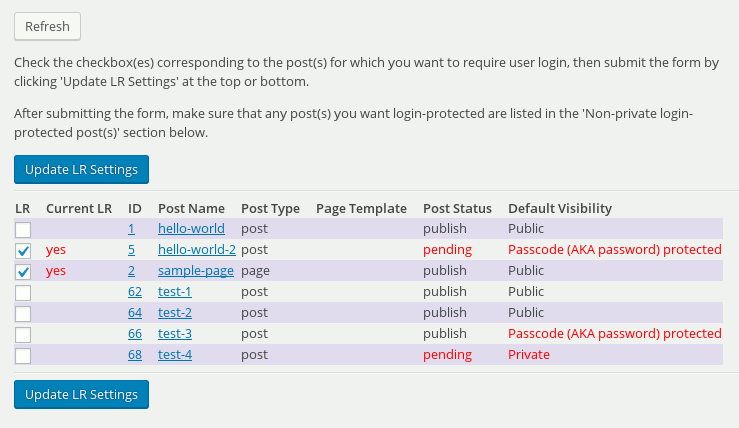 Refresh
Check the checkbox(es) corresponding to the post(s) for which you want to require user login, then submit the form by
clicking 'Update LR Settings' at the top or bottom.
After submitting the form, make sure that any post(s) you want login-protected are listed in the 'Non-private login-
protected post(s)' section below.
Update LR Settings
LR Current LR ID Post Name Post Type Page Template Post Status Default Visibility
1 hello-world post publish Public
yes 5 hello-world-2 post pending Passcode (AKA password) protected
yes 2 sample-page page publish Public
62 test-1 post publish Public
64 test-2 post publish Public
66 test-3 post publish Passcode (AKA password) protected
68 test-4 post pending Private
Update LR Settings